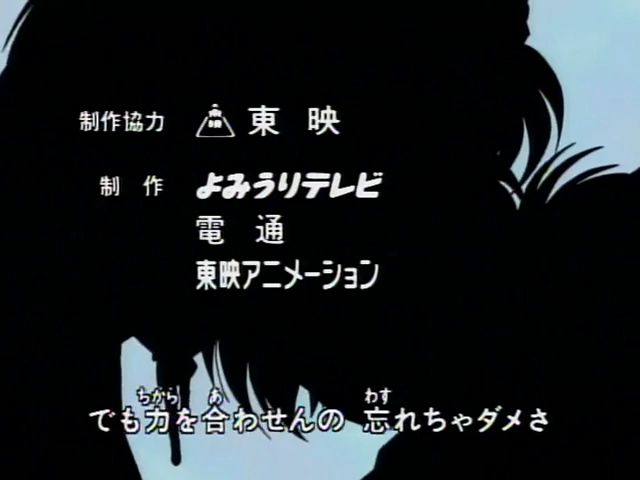 制作協力 東映 東　映
制　作 よみうりテレビ
電　通
東映アニメーション
ちから あ わす
でも力を合わせんの 忘れちゃダメさ